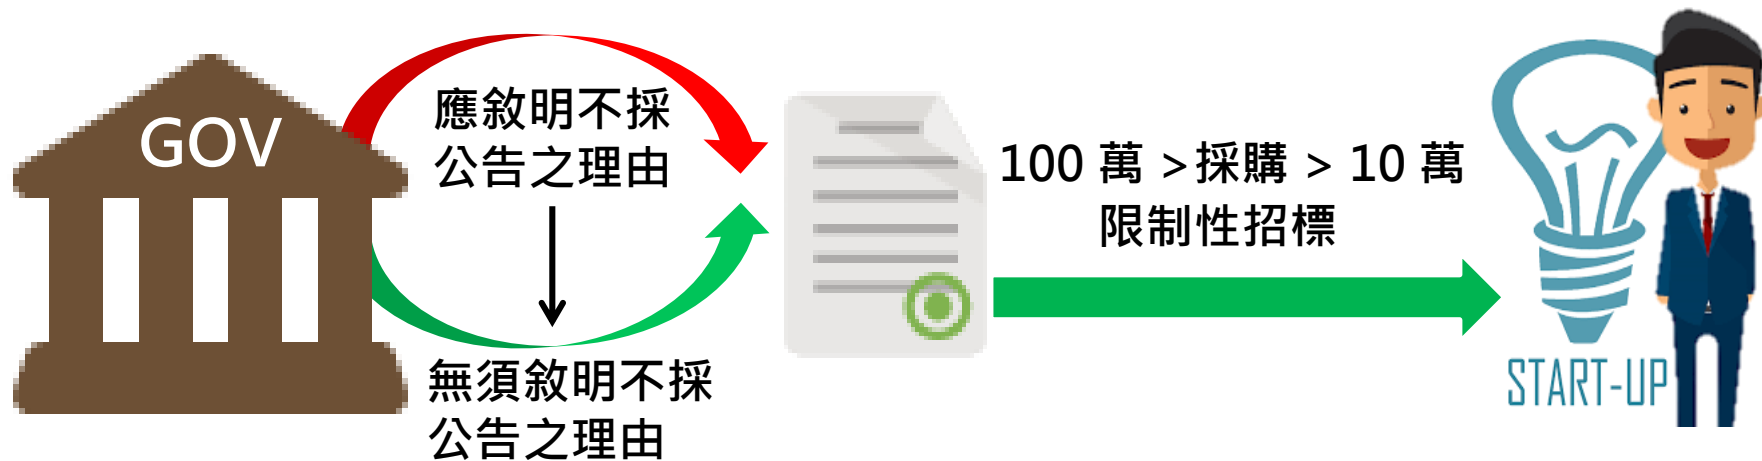 GOV
應敘明不採
公告之理由
無須敘明不採
公告之理由
100 萬 >採購 > 10 萬
限制性招標
START-UP